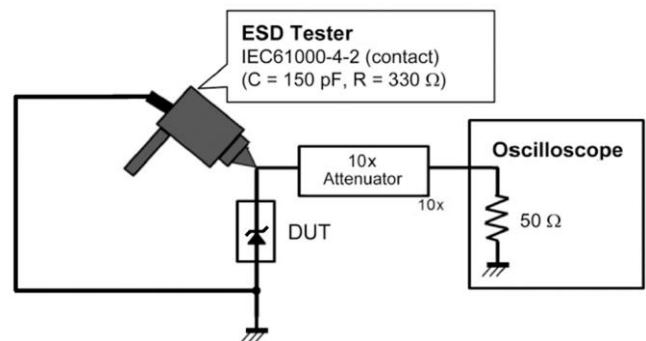 ESD Tester
IEC61000-4-2 (contact)
(C = 150 pF, R = 330 Ω)
10x
Attenuator
10x
Oscilloscope
50 Ω
DUT